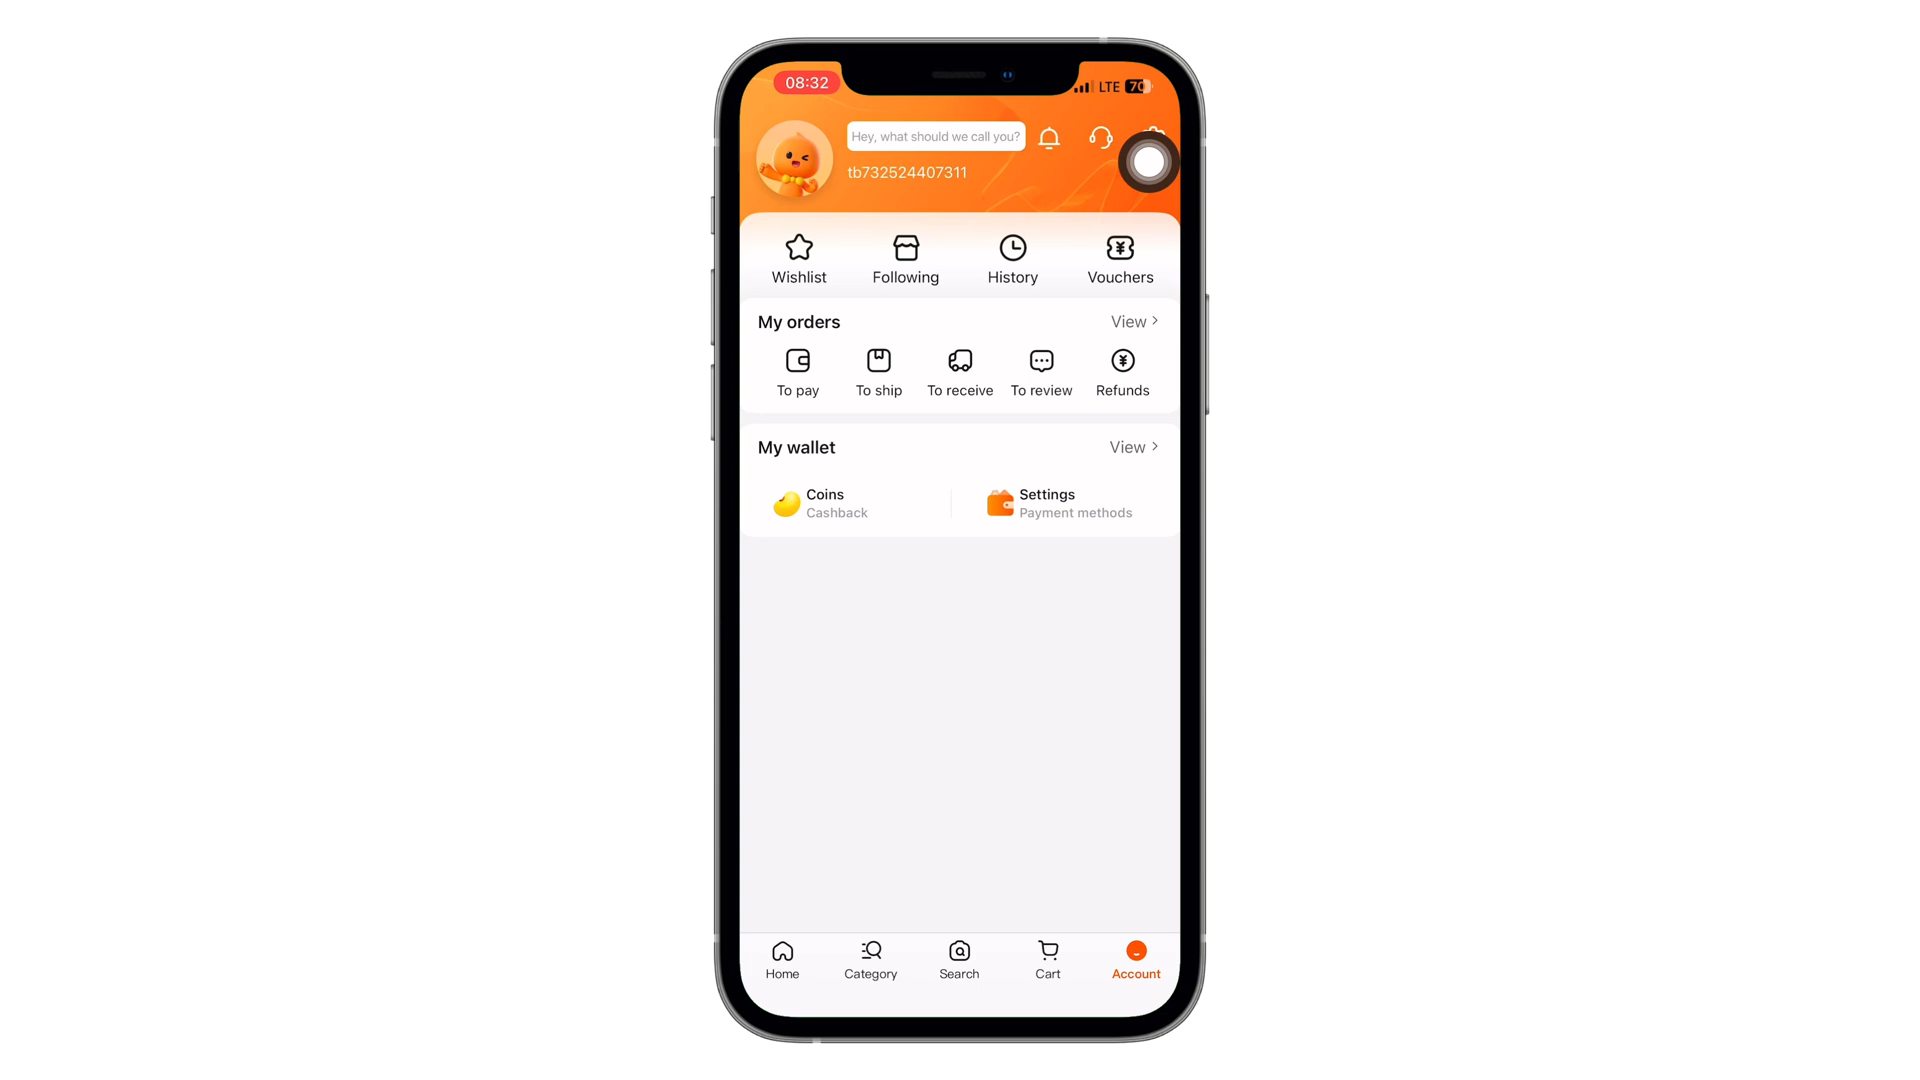 08:32
LTE 70
Hey, what should we call you?
tb732524407311
Wishlist Following History Vouchers
My orders View >
To pay To ship To receive To review Refunds
My wallet View >
Coins Settings
Cashback Payment methods
Home Category Search Cart Account